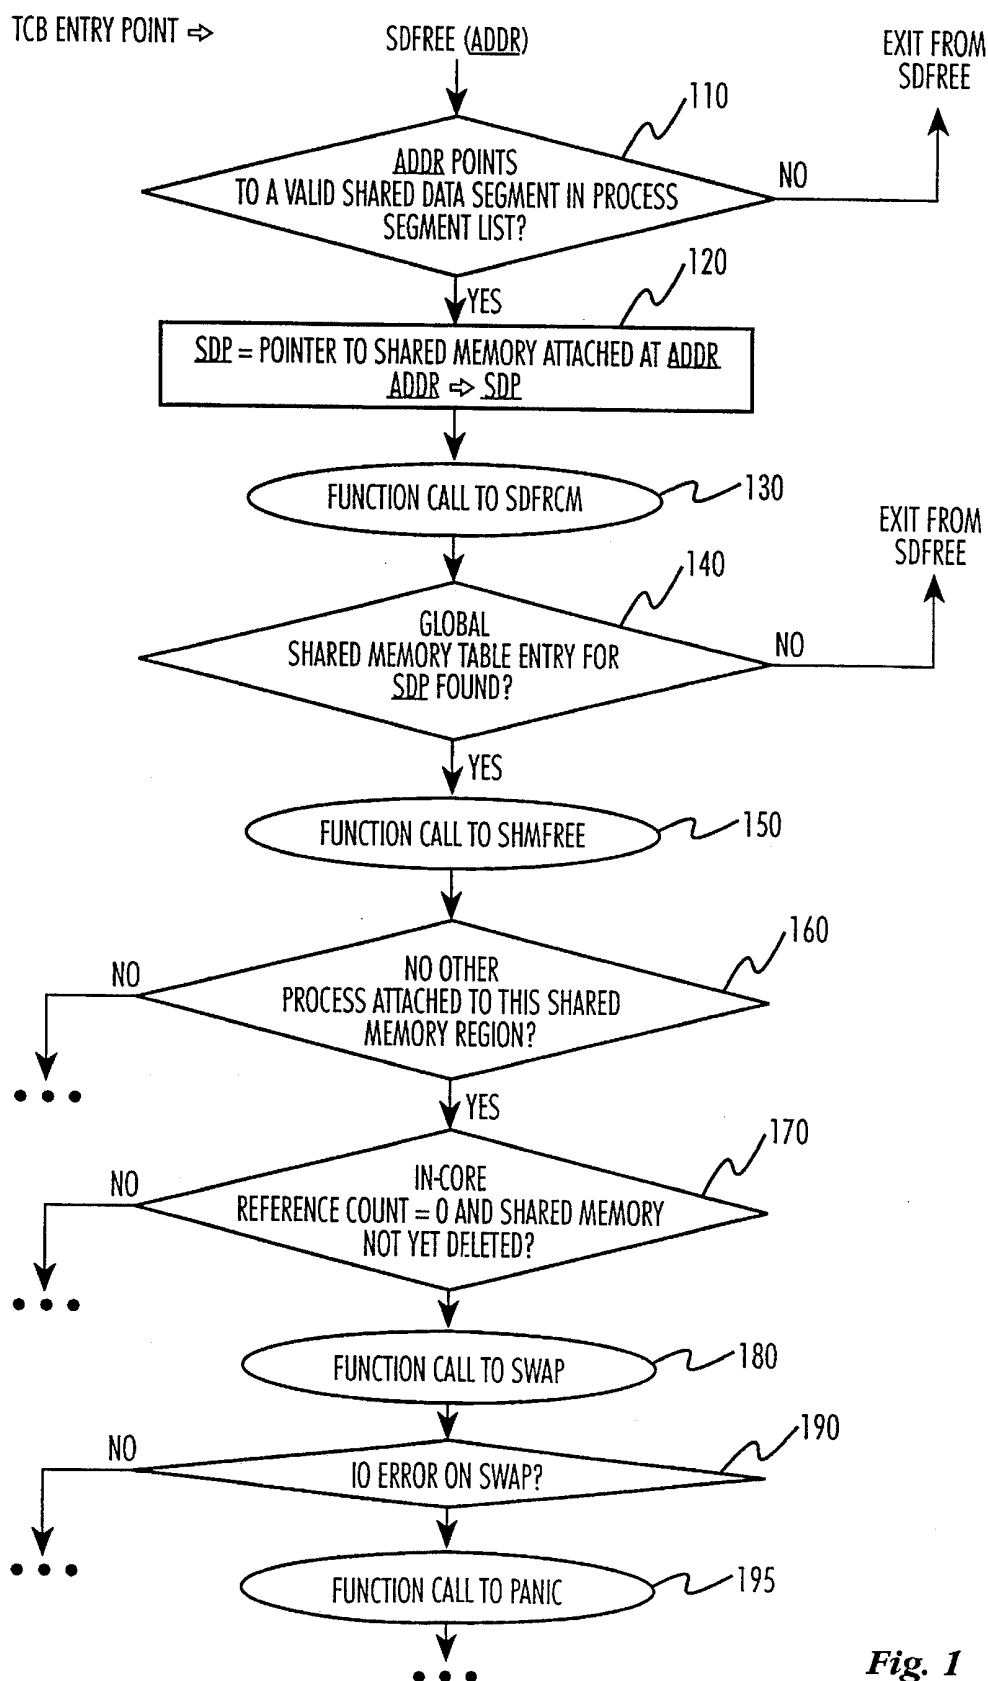 TCB ENTRY POINT ⇨
SDFREE (ADDR)
EXIT FROM
SDFREE
110
ADDR POINTS
TO A VALID SHARED DATA SEGMENT IN PROCESS
SEGMENT LIST?
NO
YES
120
SDP = POINTER TO SHARED MEMORY ATTACHED AT ADDR
ADDR ⇨ SDP
FUNCTION CALL TO SDFRCM
130
EXIT FROM
SDFREE
140
GLOBAL
SHARED MEMORY TABLE ENTRY FOR
SDP FOUND?
NO
YES
FUNCTION CALL TO SHMFREE
150
160
NO
NO OTHER
PROCESS ATTACHED TO THIS SHARED
MEMORY REGION?
• • •
YES
170
NO
IN-CORE
REFERENCE COUNT = 0 AND SHARED MEMORY
NOT YET DELETED?
• • •
FUNCTION CALL TO SWAP
180
190
NO
IO ERROR ON SWAP?
• • •
FUNCTION CALL TO PANIC
195
• • •
Fig. 1